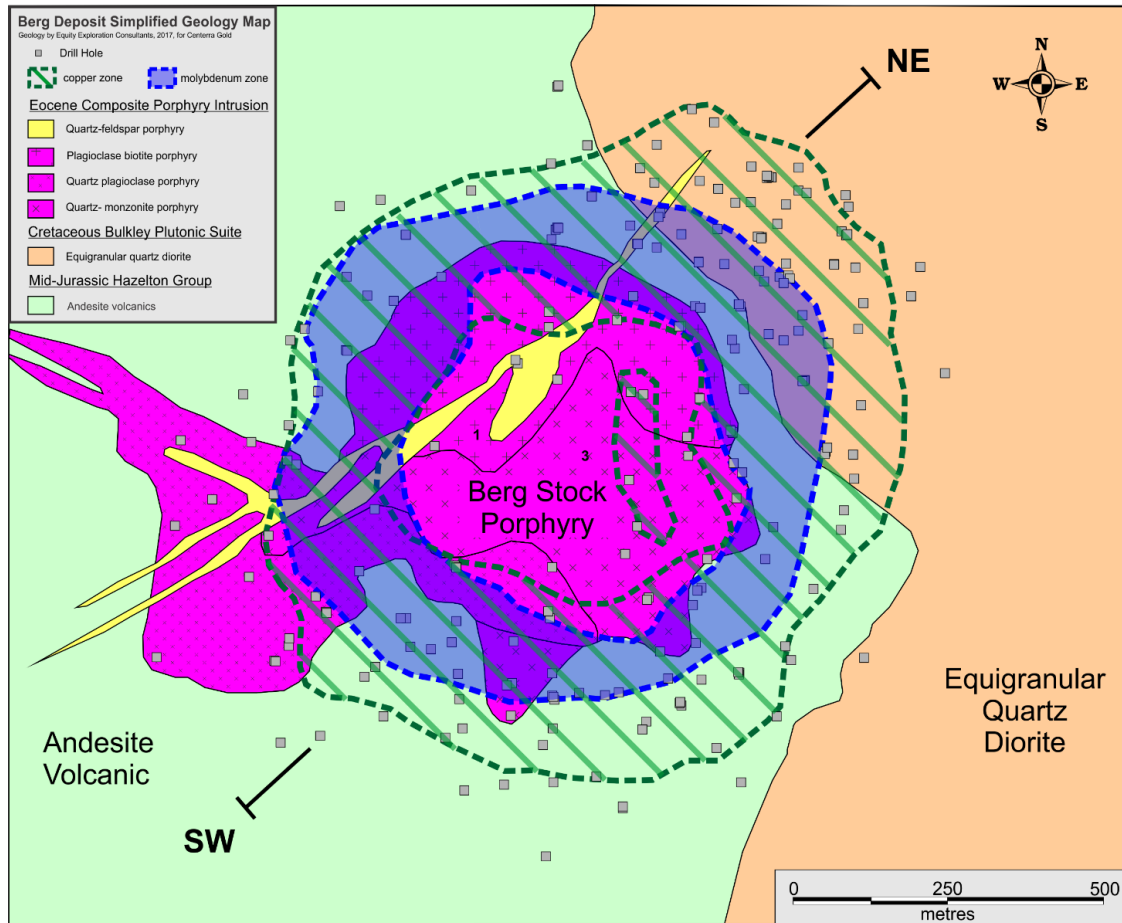 Berg Deposit Simplified Geology Map
Geology by Equity Exploration Consultants, 2017, for Centerra Gold
Drill Hole
copper zone
molybdenum zone
Eocene Composite Porphyry Intrusion
Quartz-feldspar porphyry
Plagioclase biotite porphyry
Quartz plagioclase porphyry
Quartz- monzonite porphyry
Cretaceous Bulkley Plutonic Suite
Equigranular quartz diorite
Mid-Jurassic Hazelton Group
Andesite volcanics
NE
N
W
E
S
1
3
Berg Stock
Porphyry
Andesite
Volcanic
Equigranular
Quartz
Diorite
SW
0
250
500
metres